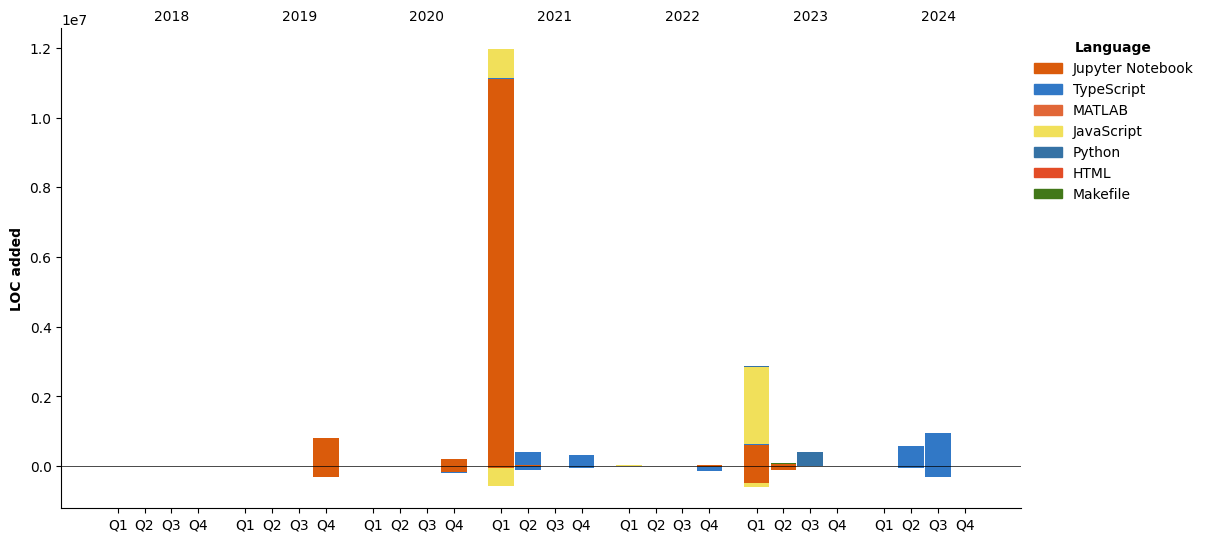 1e7
2018 2019 2020 2021 2022 2023 2024
1.2
1.0
0.8
0.6
0.4
0.2
0.0
LOC added
Q1 Q2 Q3 Q4 Q1 Q2 Q3 Q4 Q1 Q2 Q3 Q4 Q1 Q2 Q3 Q4 Q1 Q2 Q3 Q4 Q1 Q2 Q3 Q4 Q1 Q2 Q3 Q4
Language
Jupyter Notebook
TypeScript
MATLAB
JavaScript
Python
HTML
Makefile